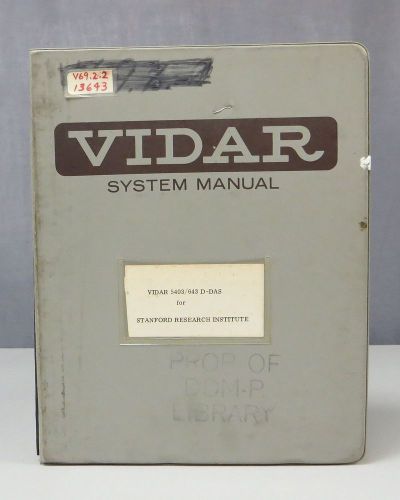 V69.2:2
13643
VIDAR
SYSTEM MANUAL
VIDAR 5403/643 D-DAS
for
STANFORD RESEARCH INSTITUTE
PROP OF
DCM-P
LIBRARY